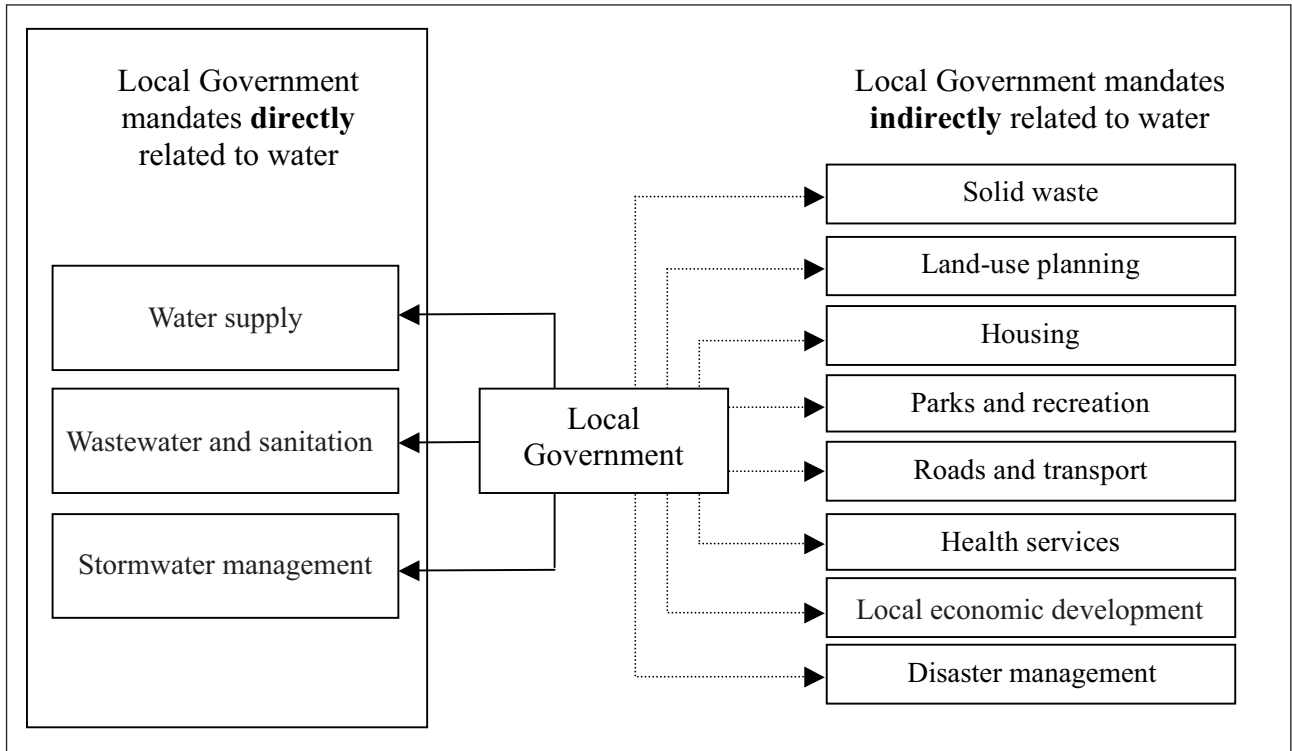 Local Government
mandates directly
related to water
Water supply
Wastewater and sanitation
Stormwater management
Local
Government
Local Government mandates
indirectly related to water
Solid waste
Land-use planning
Housing
Parks and recreation
Roads and transport
Health services
Local economic development
Disaster management